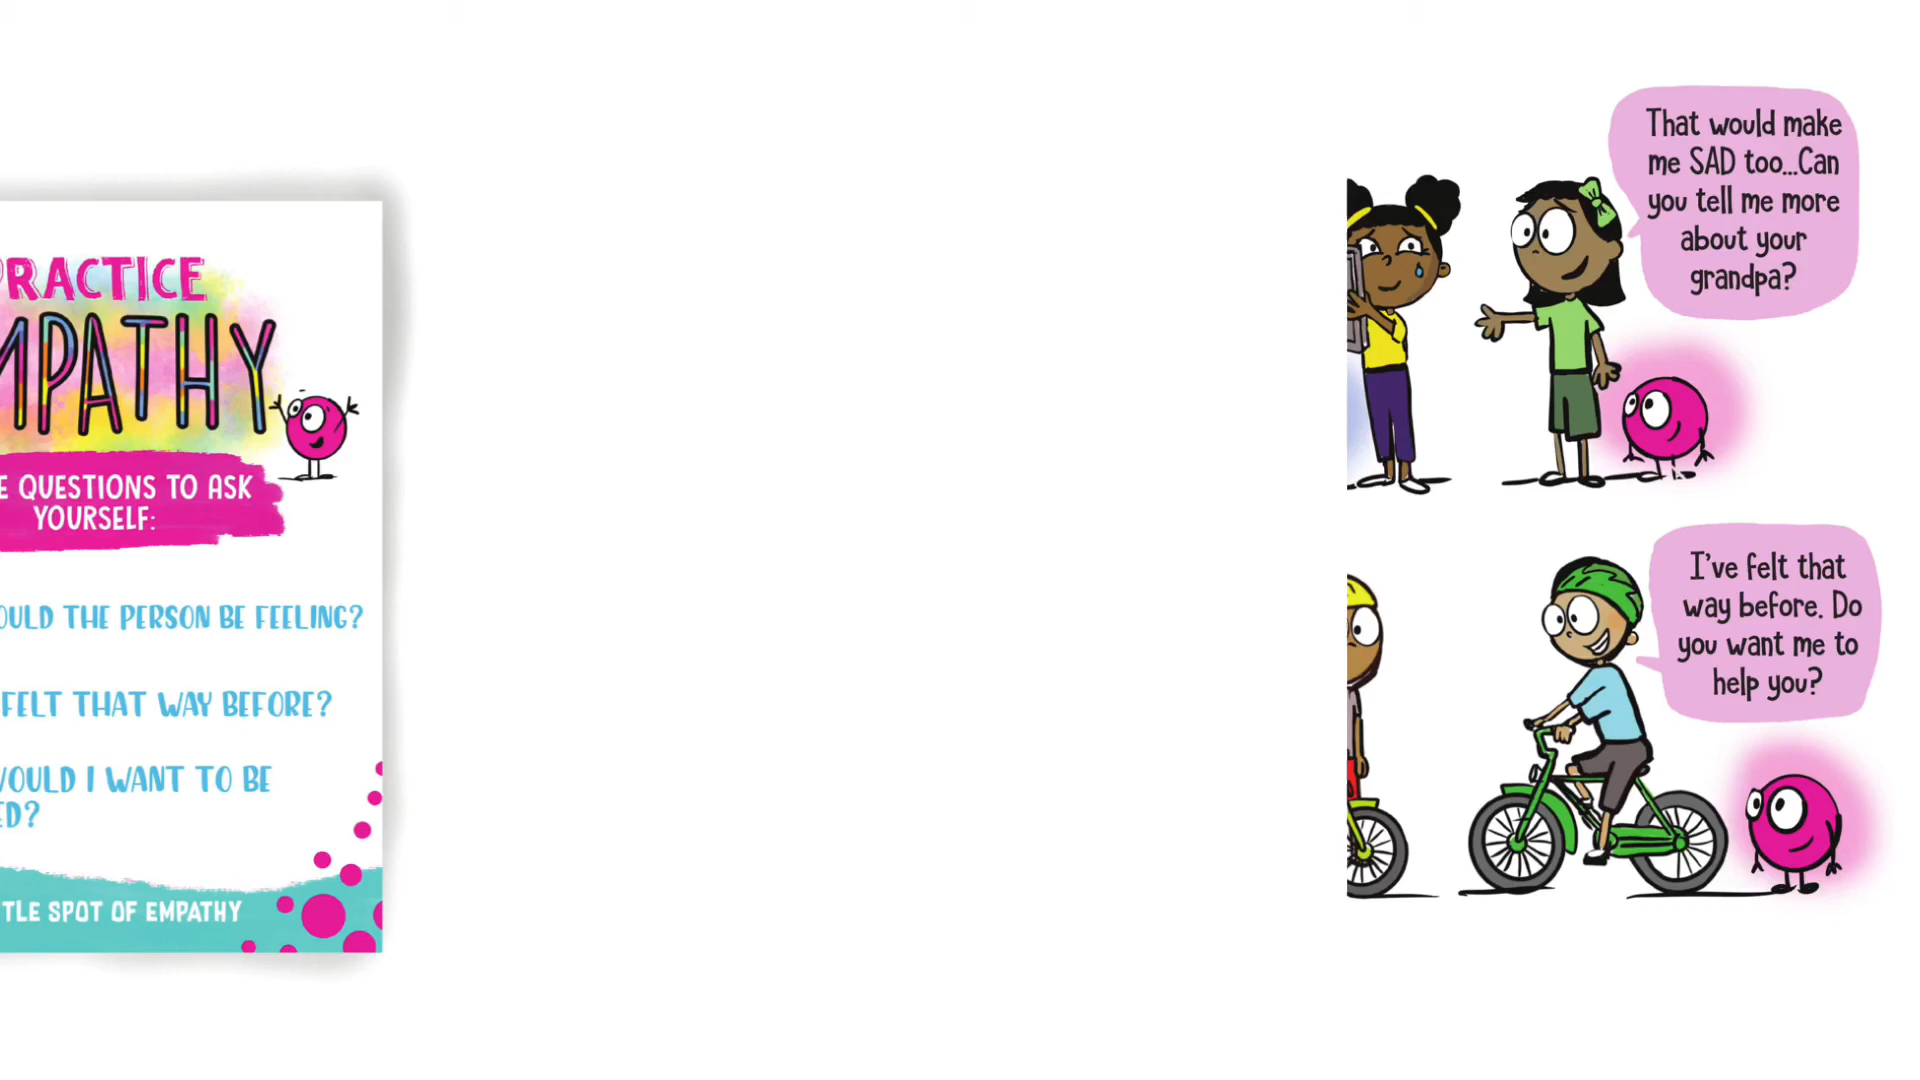 PRACTICE
MPATHY
QUESTIONS TO ASK
YOURSELF:
OULD THE PERSON BE FEELING?
FELT THAT WAY BEFORE?
WOULD I WANT TO BE
ED?
TLE SPOT OF EMPATHY
That would make
me SAD too...Can
you tell me more
about your
grandpa?
I've felt that
way before. Do
you want me to
help you?